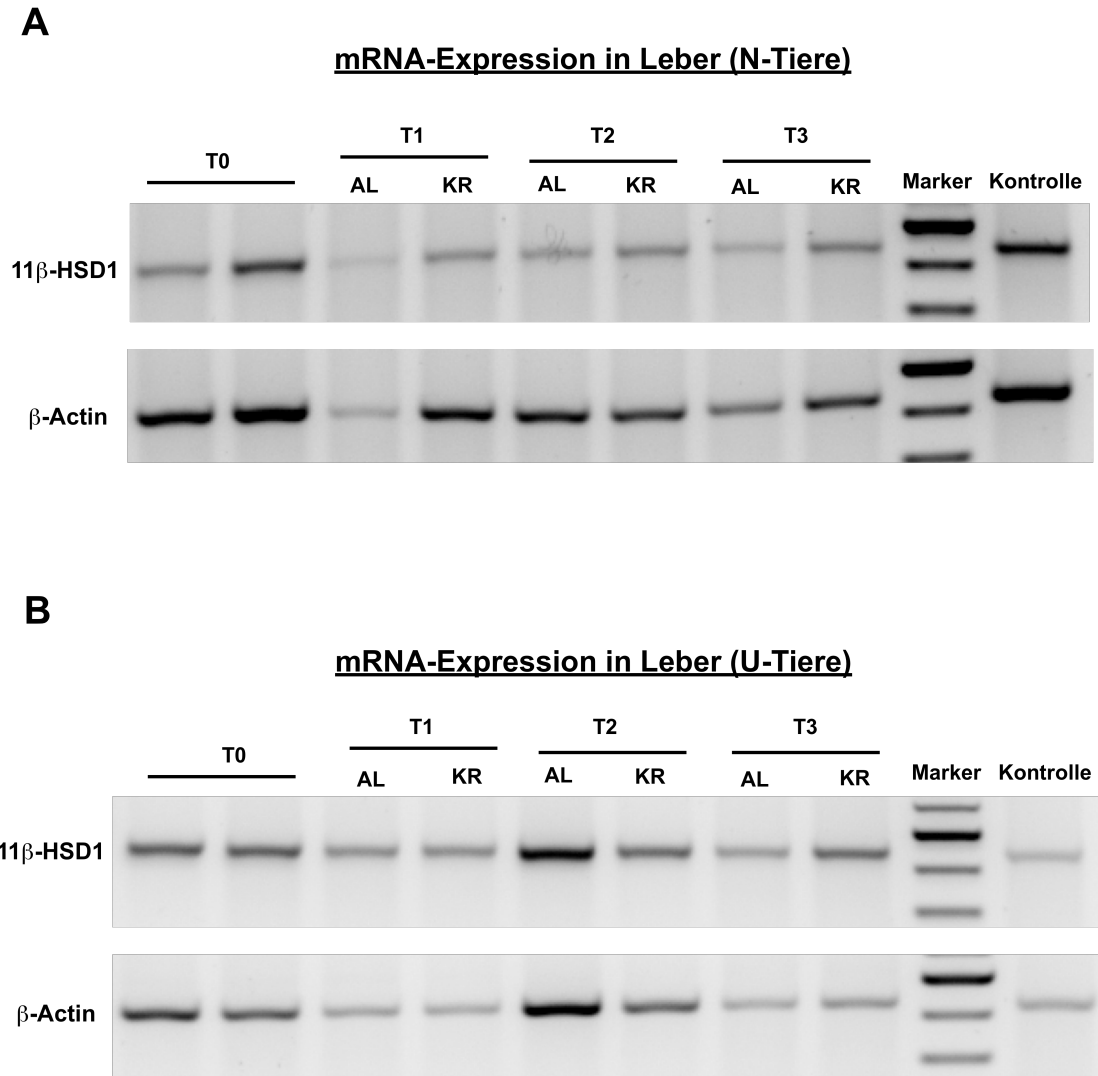 A
mRNA-Expression in Leber (N-Tiere)
T0 T1 T2 T3
AL KR AL KR AL KR Marker Kontrolle
11β-HSD1
β-Actin
B
mRNA-Expression in Leber (U-Tiere)
T0 T1 T2 T3
AL KR AL KR AL KR Marker Kontrolle
11β-HSD1
β-Actin